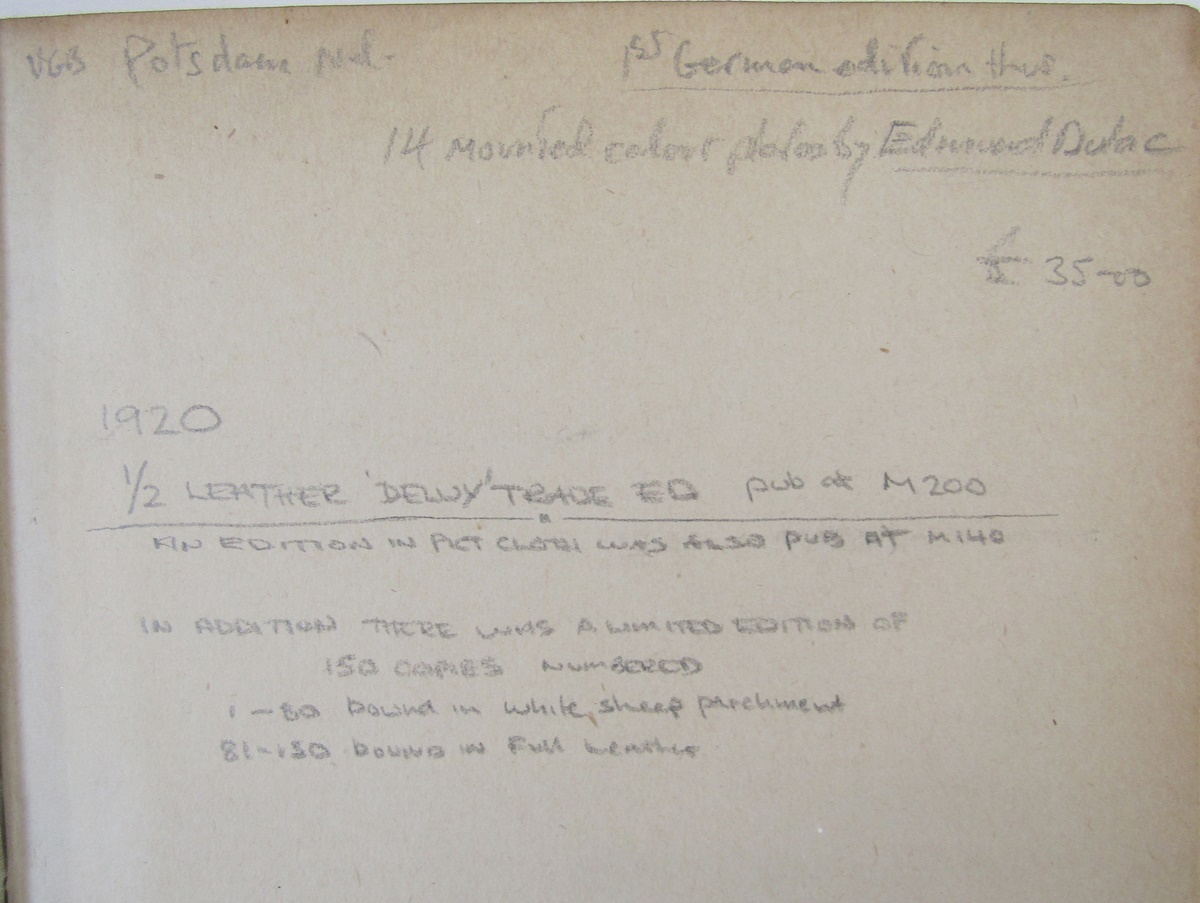 VGB Potsdam N.d. 1st German edition thus.
14 mounted colour plates by Edmund Dulac
£ 35-00
1920
1/2 LEATHER 'DELUX' TRADE ED pub at M200
AN EDITION IN PICT CLOTH WAS ALSO PUB AT M140
IN ADDITION THERE WAS A LIMITED EDITION OF
150 COPIES NUMBERED
1-80 bound in white sheep parchment
81-150 BOUND IN Full Leather